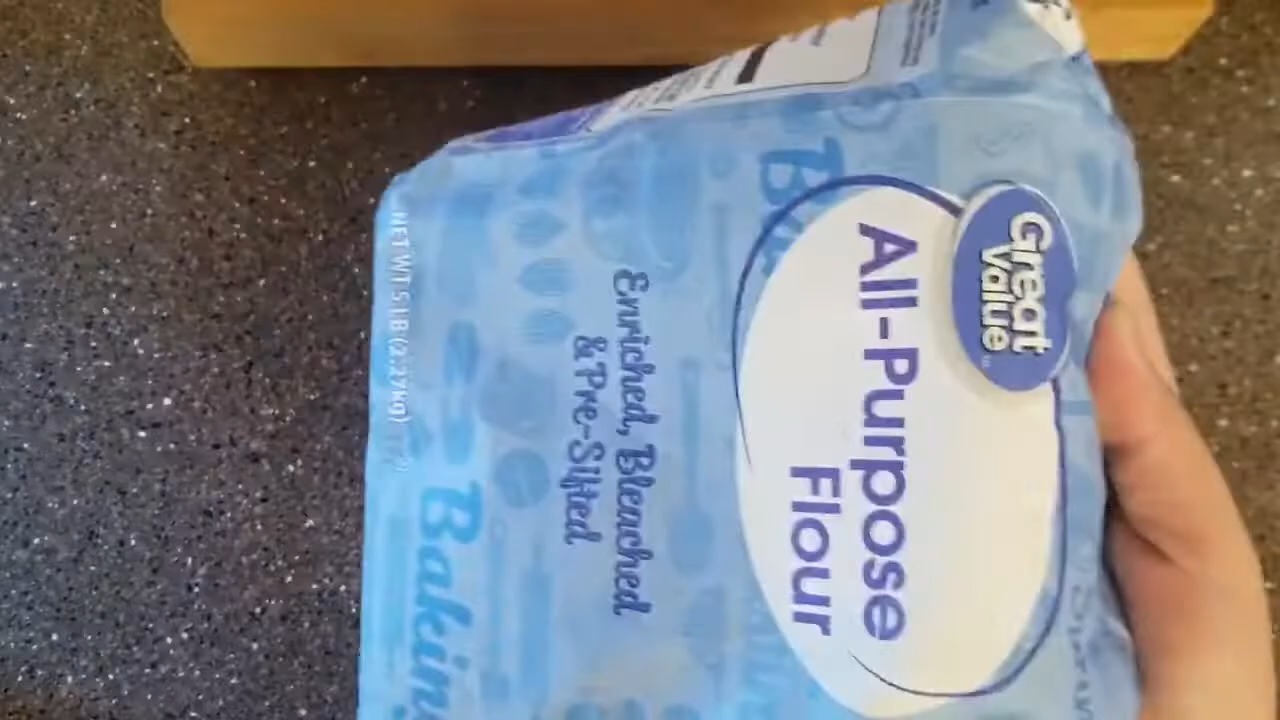 Great
Value
All-Purpose
Flour
Enriched, Bleached
& Pre-Sifted
Baking
NET WT 5 LB (2.27kg)